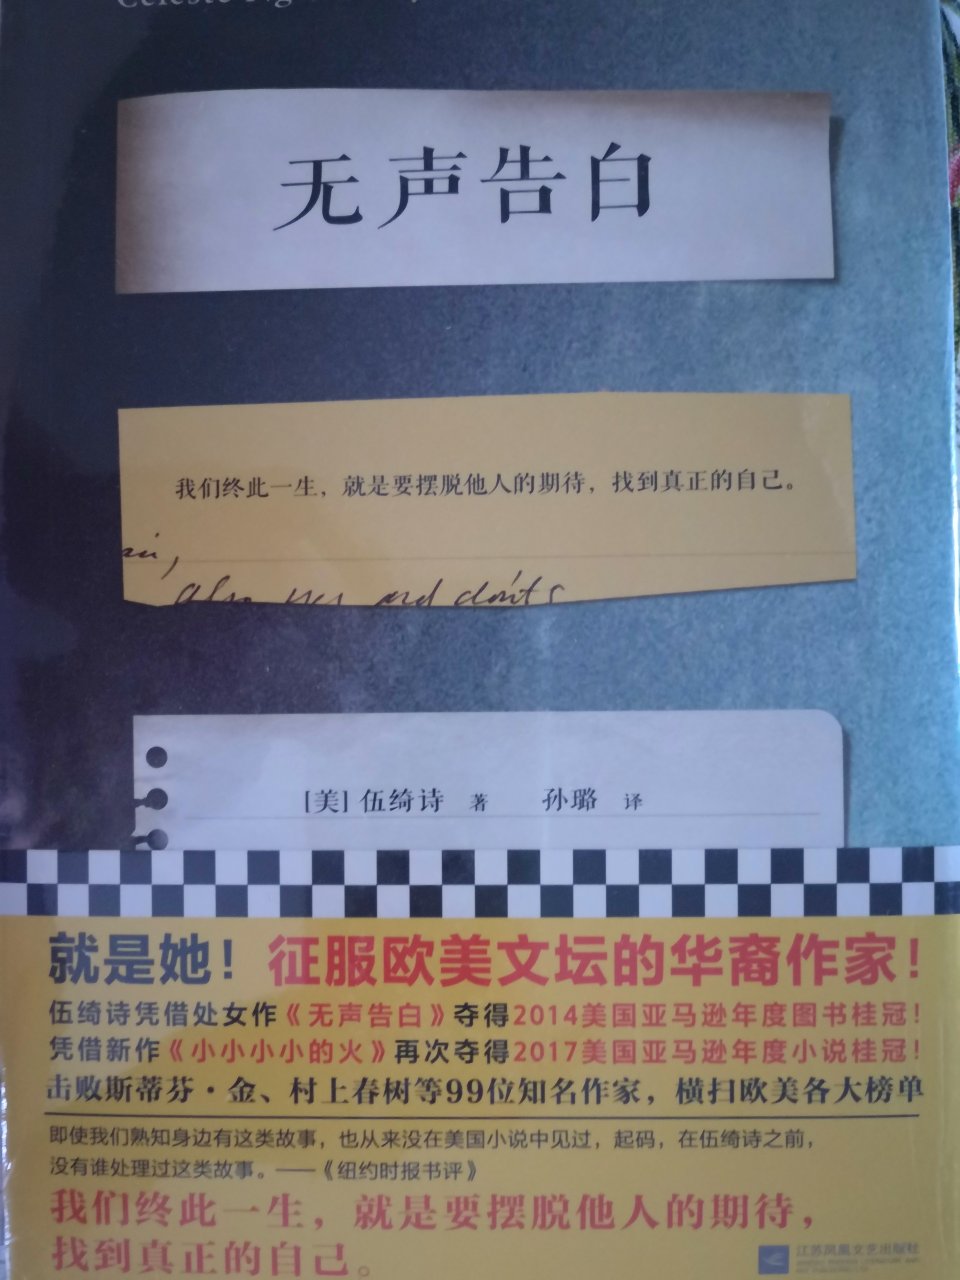 Celeste Ng
无声告白
我们终此一生，就是要摆脱他人的期待，找到真正的自己。
also yes and don'ts
[美] 伍绮诗 著 孙璐 译
就是她！征服欧美文坛的华裔作家！
伍绮诗凭借处女作《无声告白》夺得2014美国亚马逊年度图书桂冠！
凭借新作《小小小小的火》再次夺得2017美国亚马逊年度小说桂冠！
击败斯蒂芬·金、村上春树等99位知名作家，横扫欧美各大榜单
即使我们熟知身边有这类故事，也从来没在美国小说中见过，起码，在伍绮诗之前，
没有谁处理过这类故事。——《纽约时报书评》
我们终此一生，就是要摆脱他人的期待，
找到真正的自己。
江苏凤凰文艺出版社